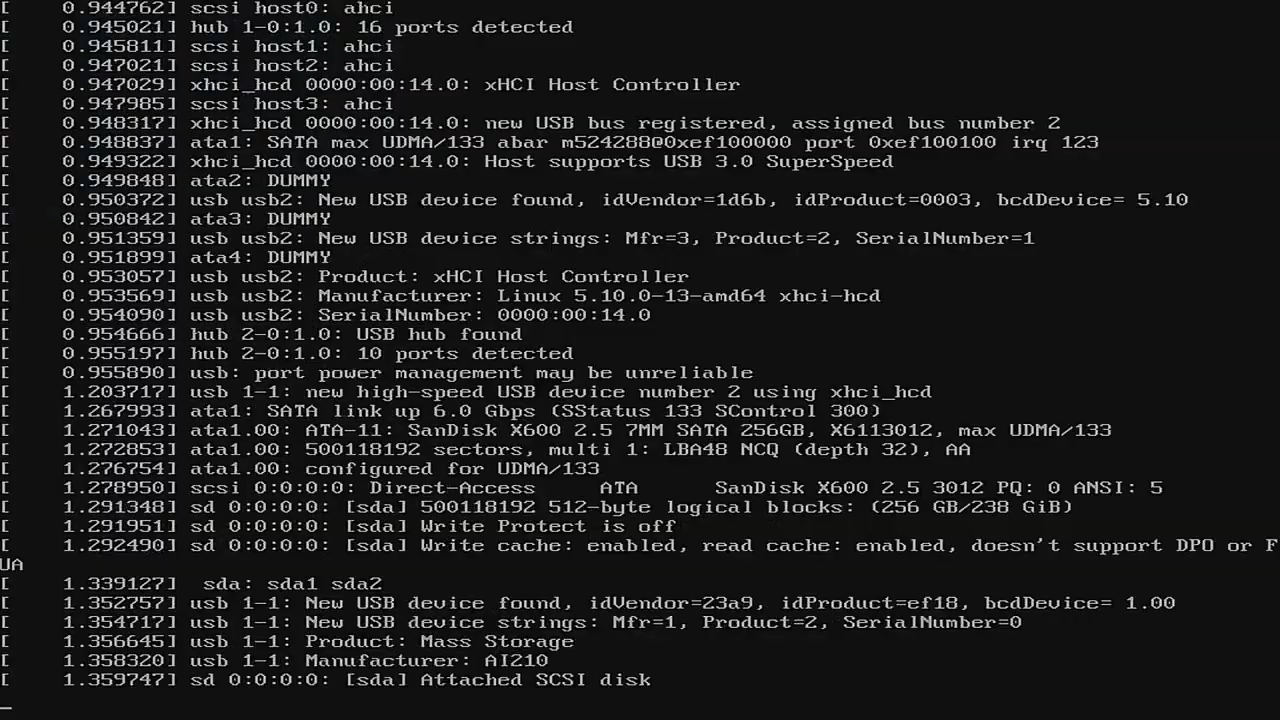 [    0.944762] scsi host0: ahci
[    0.945021] hub 1-0:1.0: 16 ports detected
[    0.945811] scsi host1: ahci
[    0.947021] scsi host2: ahci
[    0.947029] xhci_hcd 0000:00:14.0: xHCI Host Controller
[    0.947985] scsi host3: ahci
[    0.948317] xhci_hcd 0000:00:14.0: new USB bus registered, assigned bus number 2
[    0.948837] ata1: SATA max UDMA/133 abar m524288@0xef100000 port 0xef100100 irq 123
[    0.949322] xhci_hcd 0000:00:14.0: Host supports USB 3.0 SuperSpeed
[    0.949848] ata2: DUMMY
[    0.950372] usb usb2: New USB device found, idVendor=1d6b, idProduct=0003, bcdDevice= 5.10
[    0.950842] ata3: DUMMY
[    0.951359] usb usb2: New USB device strings: Mfr=3, Product=2, SerialNumber=1
[    0.951899] ata4: DUMMY
[    0.953057] usb usb2: Product: xHCI Host Controller
[    0.953569] usb usb2: Manufacturer: Linux 5.10.0-13-amd64 xhci-hcd
[    0.954090] usb usb2: SerialNumber: 0000:00:14.0
[    0.954666] hub 2-0:1.0: USB hub found
[    0.955197] hub 2-0:1.0: 10 ports detected
[    0.955890] usb: port power management may be unreliable
[    1.203717] usb 1-1: new high-speed USB device number 2 using xhci_hcd
[    1.267993] ata1: SATA link up 6.0 Gbps (SStatus 133 SControl 300)
[    1.271043] ata1.00: ATA-11: SanDisk X600 2.5 7MM SATA 256GB, X6113012, max UDMA/133
[    1.272853] ata1.00: 500118192 sectors, multi 1: LBA48 NCQ (depth 32), AA
[    1.276754] ata1.00: configured for UDMA/133
[    1.278950] scsi 0:0:0:0: Direct-Access     ATA      SanDisk X600 2.5 3012 PQ: 0 ANSI: 5
[    1.291348] sd 0:0:0:0: [sda] 500118192 512-byte logical blocks: (256 GB/238 GiB)
[    1.291951] sd 0:0:0:0: [sda] Write Protect is off
[    1.292490] sd 0:0:0:0: [sda] Write cache: enabled, read cache: enabled, doesn't support DPO or F
UA
[    1.339127]  sda: sda1 sda2
[    1.352757] usb 1-1: New USB device found, idVendor=23a9, idProduct=ef18, bcdDevice= 1.00
[    1.354717] usb 1-1: New USB device strings: Mfr=1, Product=2, SerialNumber=0
[    1.356645] usb 1-1: Product: Mass Storage
[    1.358320] usb 1-1: Manufacturer: AI210
[    1.359747] sd 0:0:0:0: [sda] Attached SCSI disk